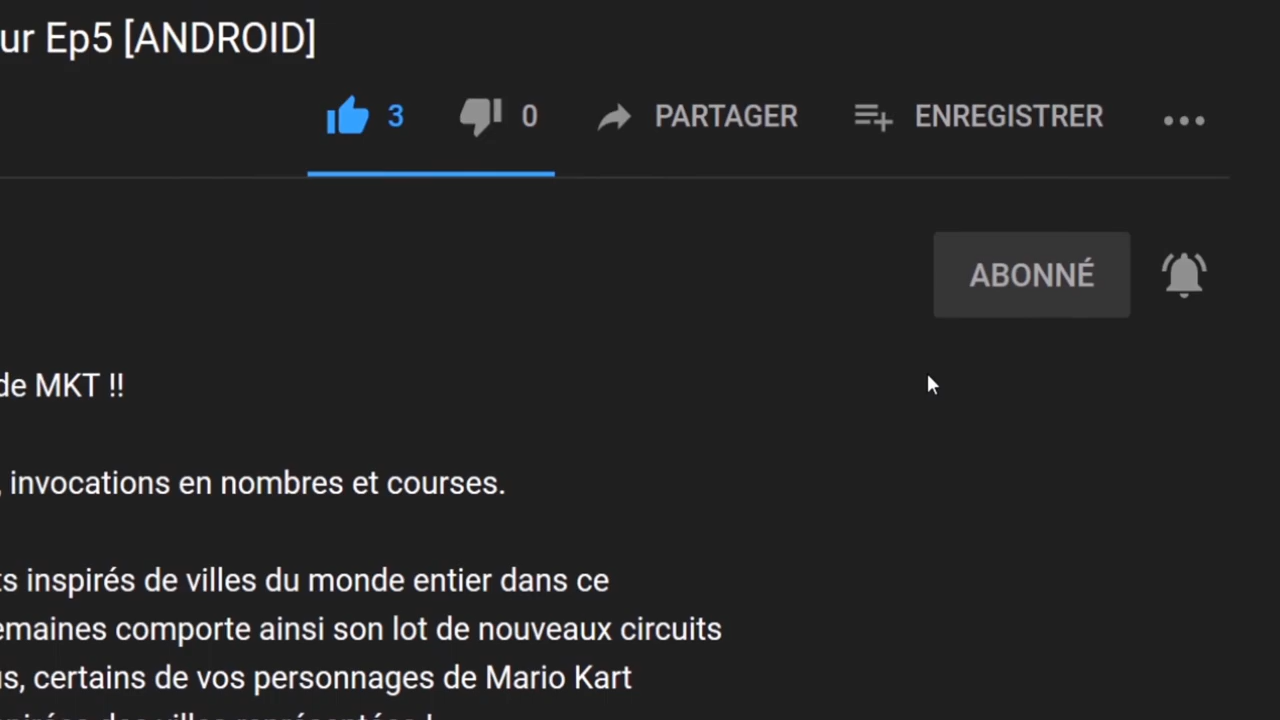 ur Ep5 [ANDROID]
3 0 PARTAGER ENREGISTRER
ABONNÉ
de MKT !!
, invocations en nombres et courses.
ts inspirés de villes du monde entier dans ce
emaines comporte ainsi son lot de nouveaux circuits
us, certains de vos personnages de Mario Kart